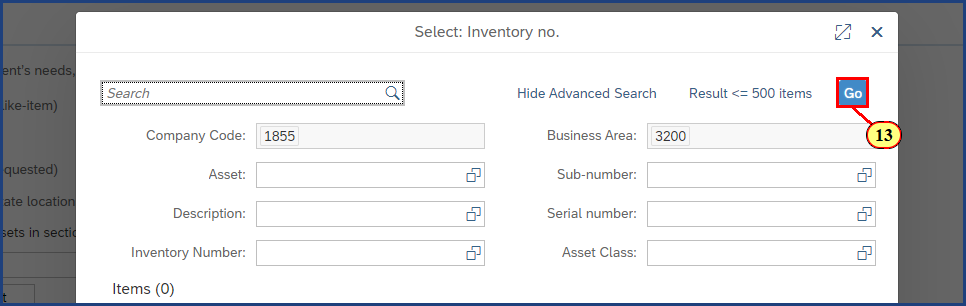 Select: Inventory no.
ent's needs,
Search
Hide Advanced Search Result <= 500 items Go
like-item)
Company Code: 1855 Business Area: 3200 13
Asset: Sub-number:
equested)
ate location
Description: Serial number:
sets in sectio
Inventory Number: Asset Class:
Items (0)
t